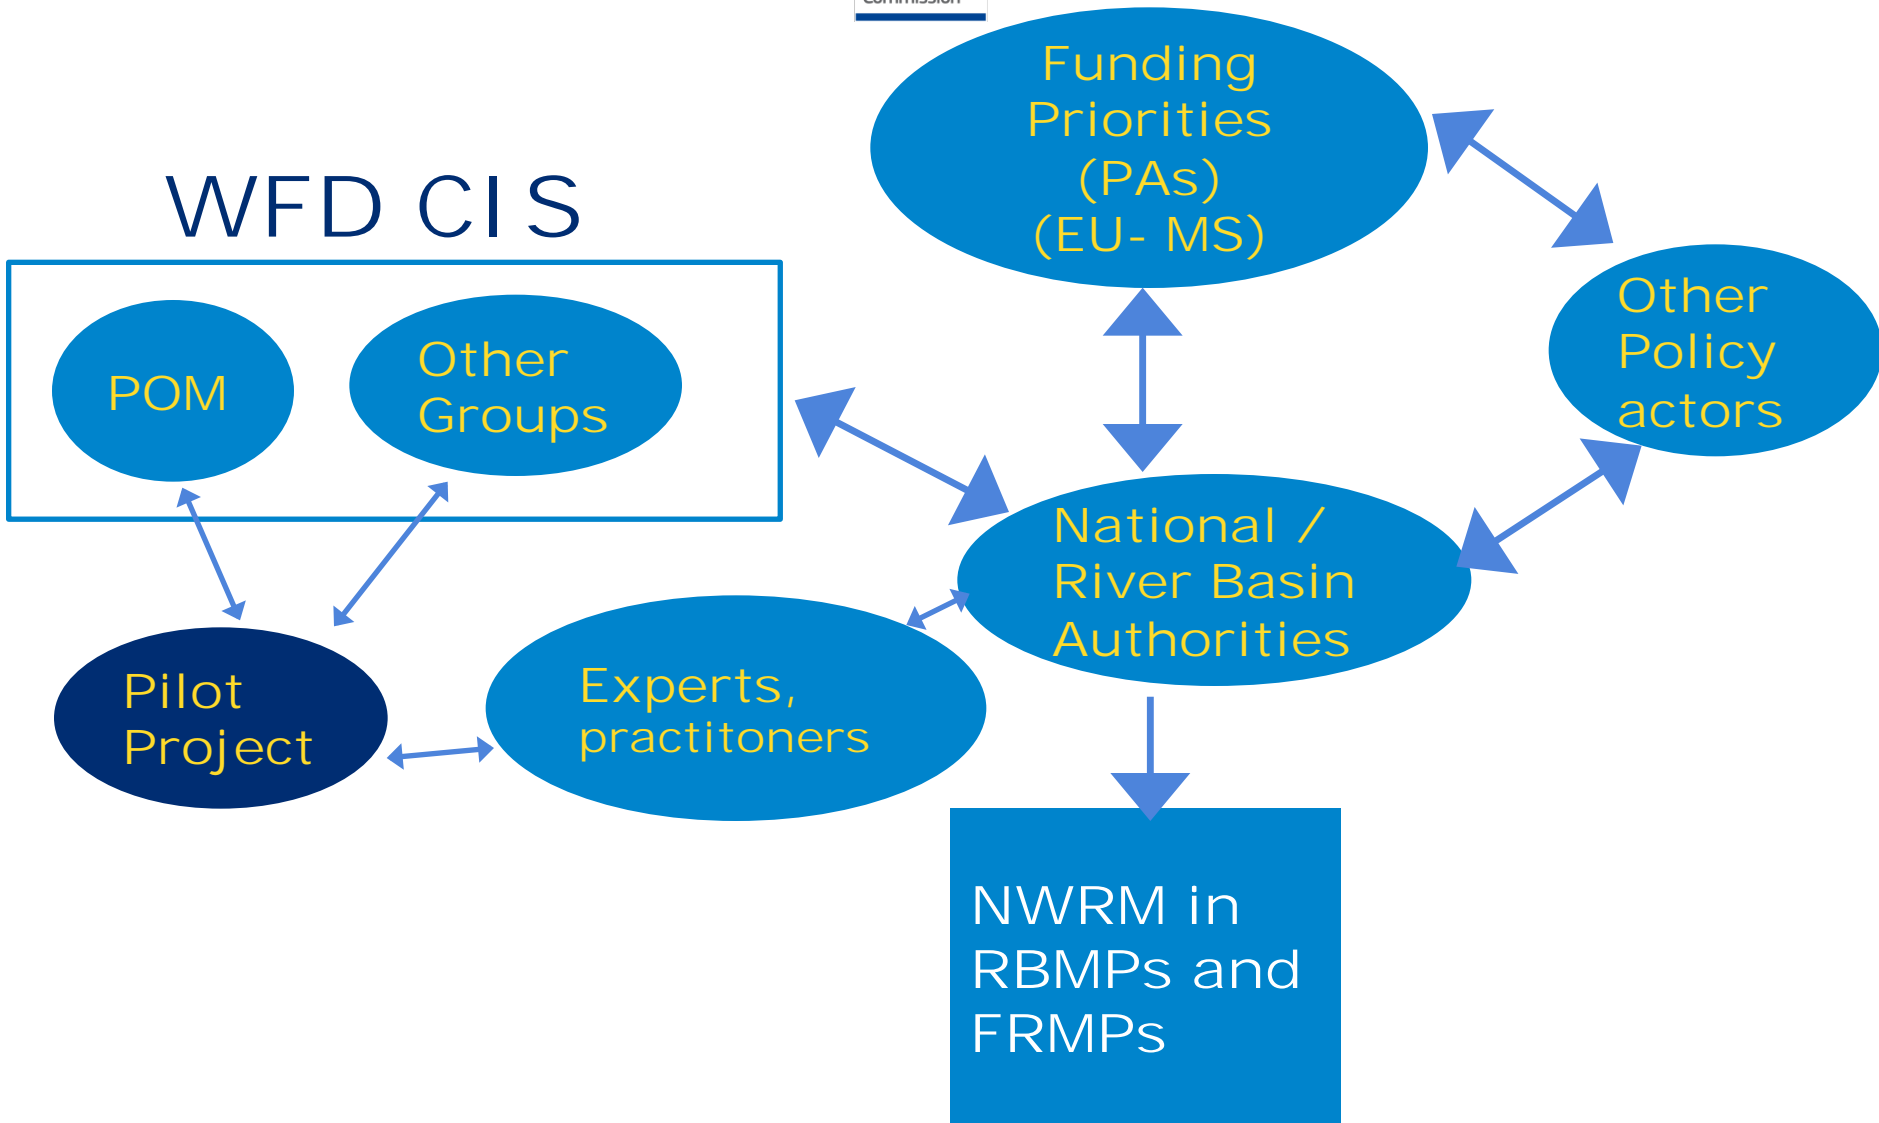 Commission
Funding
Priorities
(PAs)
(EU- MS)
WFD CIS
Other
Policy
actors
POM
Other
Groups
National /
River Basin
Authorities
Pilot
Project
Experts,
practitoners
NWRM in
RBMPs and
FRMPs